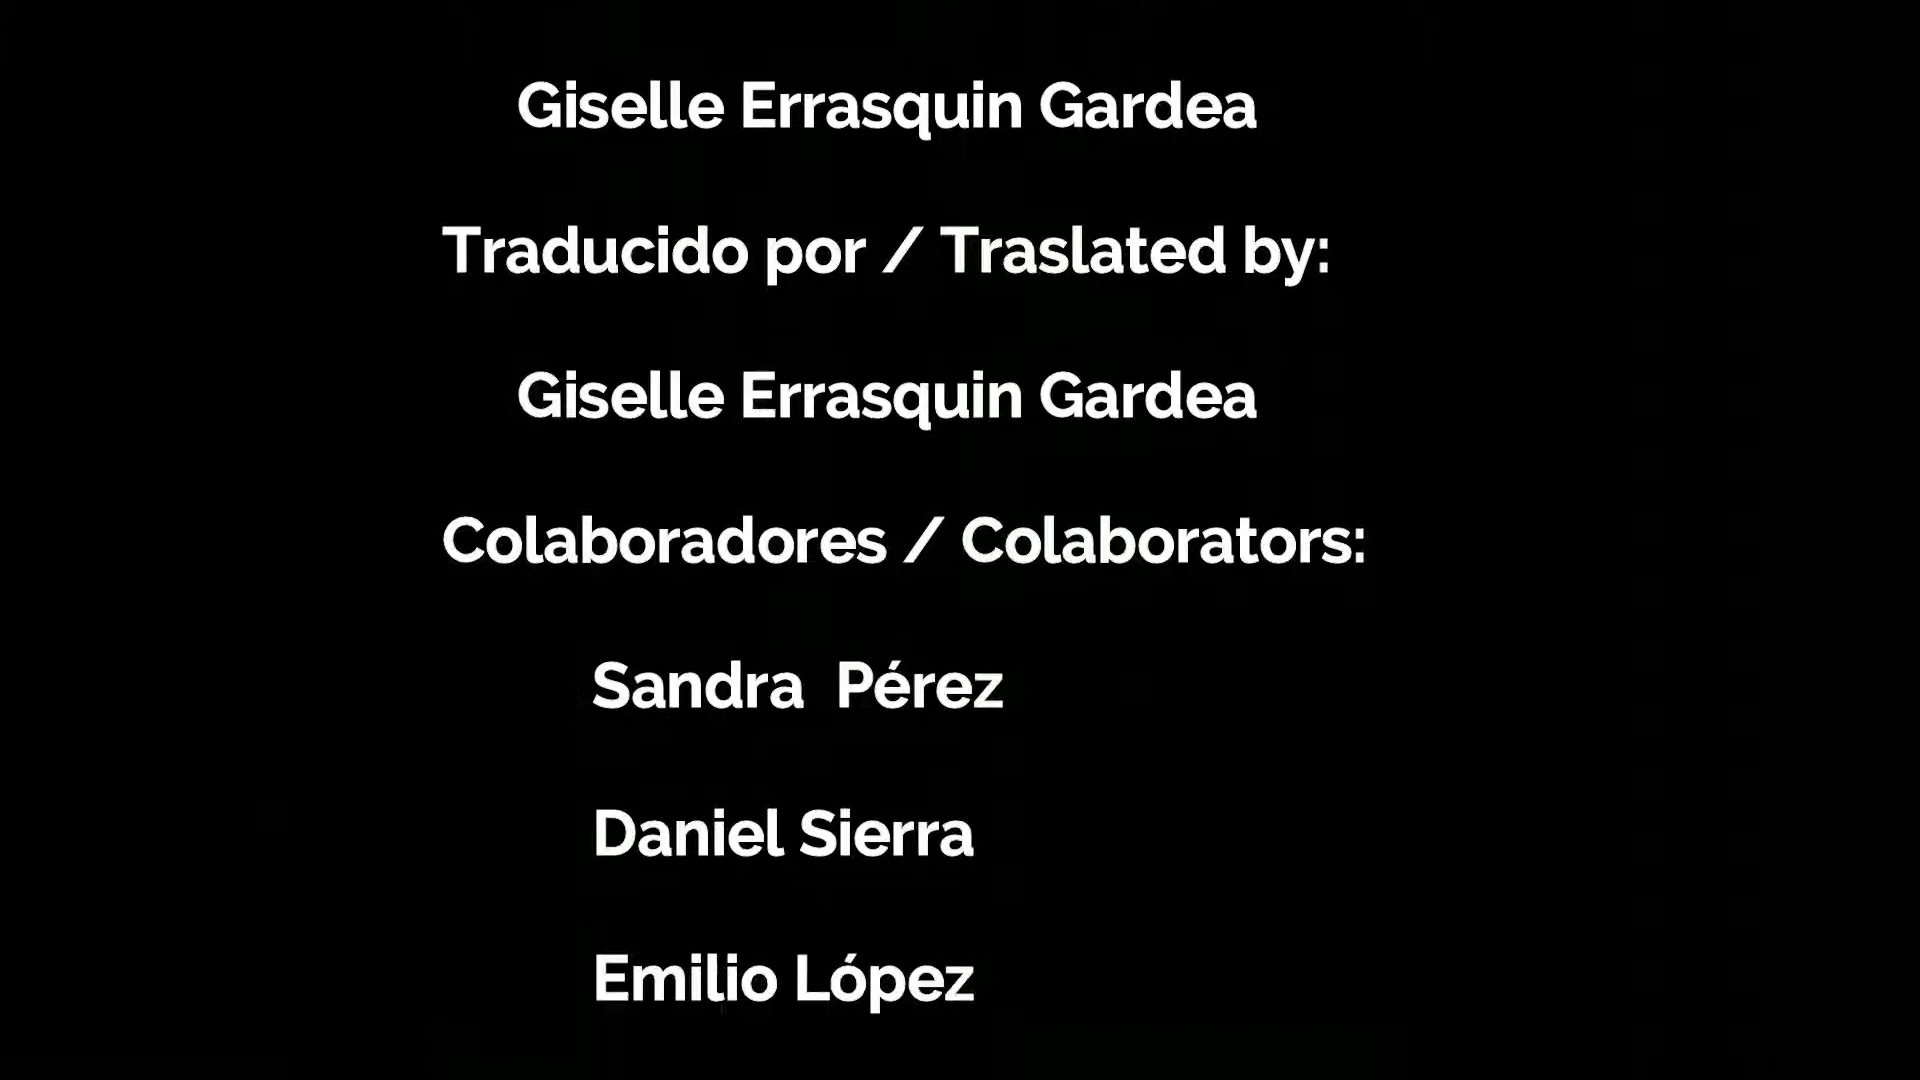 Giselle Errasquin Gardea
Traducido por / Traslated by:
Giselle Errasquin Gardea
Colaboradores / Colaborators:
Sandra  Pérez
Daniel Sierra
Emilio López